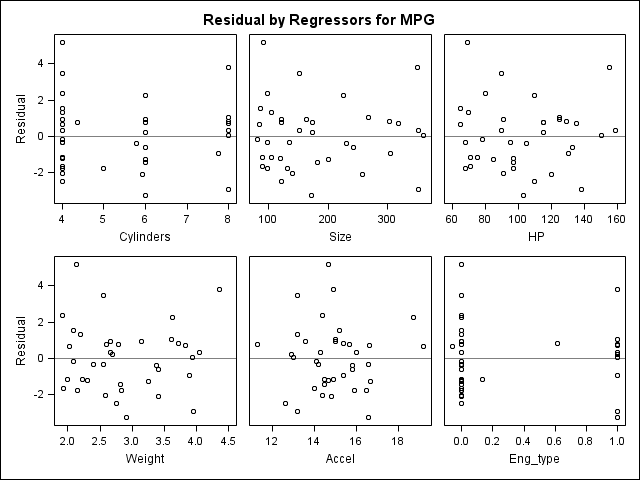 Residual by Regressors for MPG
Residual
4
2
0
-2
4 5 6 7 8
Cylinders
100 200 300
Size
60 80 100 120 140 160
HP
Residual
4
2
0
-2
2.0 2.5 3.0 3.5 4.0 4.5
Weight
12 14 16 18
Accel
0.0 0.2 0.4 0.6 0.8 1.0
Eng_type